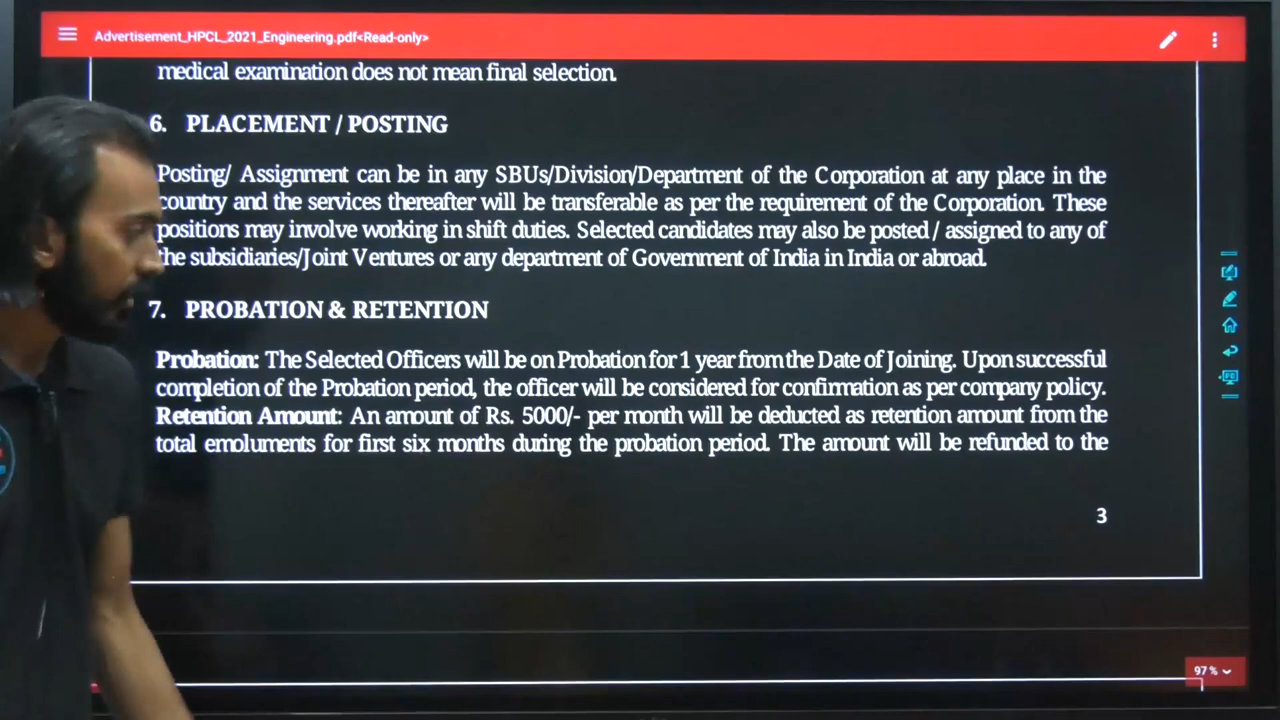 Advertisement_HPCL_2021_Engineering.pdf<Read-only>
medical examination does not mean final selection.
6. PLACEMENT / POSTING
Posting/ Assignment can be in any SBUs/Division/Department of the Corporation at any place in the
country and the services thereafter will be transferable as per the requirement of the Corporation. These
positions may involve working in shift duties. Selected candidates may also be posted / assigned to any of
the subsidiaries/Joint Ventures or any department of Government of India in India or abroad.
7. PROBATION & RETENTION
Probation: The Selected Officers will be on Probation for 1 year from the Date of Joining. Upon successful
completion of the Probation period, the officer will be considered for confirmation as per company policy.
Retention Amount: An amount of Rs. 5000/- per month will be deducted as retention amount from the
total emoluments for first six months during the probation period. The amount will be refunded to the
3
97 %